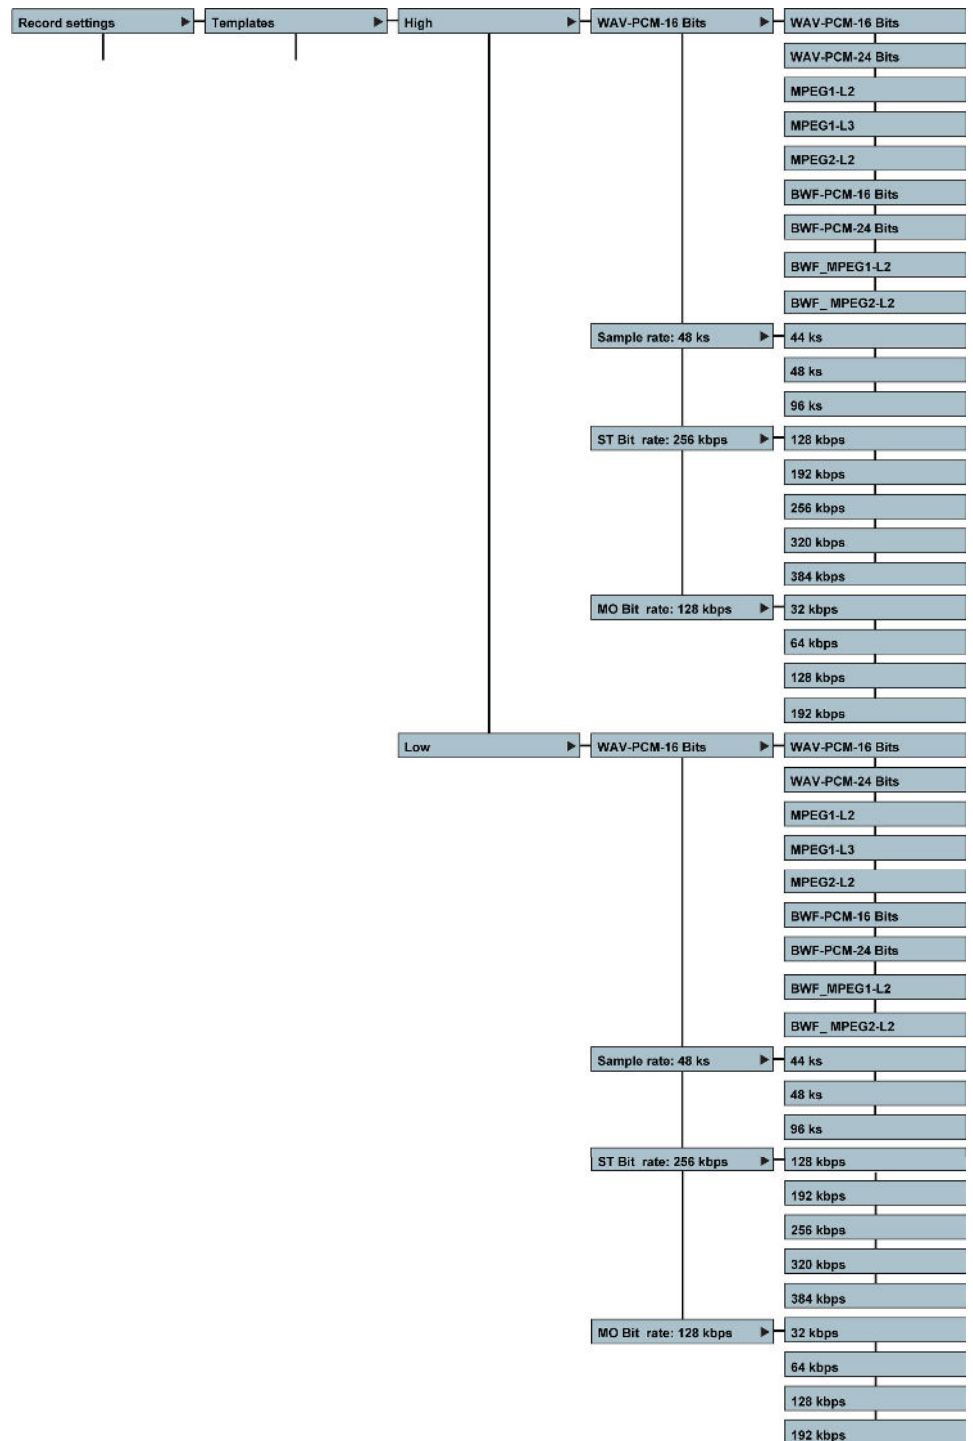 Record settings
Templates
High
WAV-PCM-16 Bits
WAV-PCM-16 Bits
WAV-PCM-24 Bits
MPEG1-L2
MPEG1-L3
MPEG2-L2
BWF-PCM-16 Bits
BWF-PCM-24 Bits
BWF_MPEG1-L2
BWF_ MPEG2-L2
Sample rate: 48 ks
44 ks
48 ks
96 ks
ST Bit rate: 256 kbps
128 kbps
192 kbps
256 kbps
320 kbps
384 kbps
MO Bit rate: 128 kbps
32 kbps
64 kbps
128 kbps
192 kbps
Low
WAV-PCM-16 Bits
WAV-PCM-16 Bits
WAV-PCM-24 Bits
MPEG1-L2
MPEG1-L3
MPEG2-L2
BWF-PCM-16 Bits
BWF-PCM-24 Bits
BWF_MPEG1-L2
BWF_ MPEG2-L2
Sample rate: 48 ks
44 ks
48 ks
96 ks
ST Bit rate: 256 kbps
128 kbps
192 kbps
256 kbps
320 kbps
384 kbps
MO Bit rate: 128 kbps
32 kbps
64 kbps
128 kbps
192 kbps